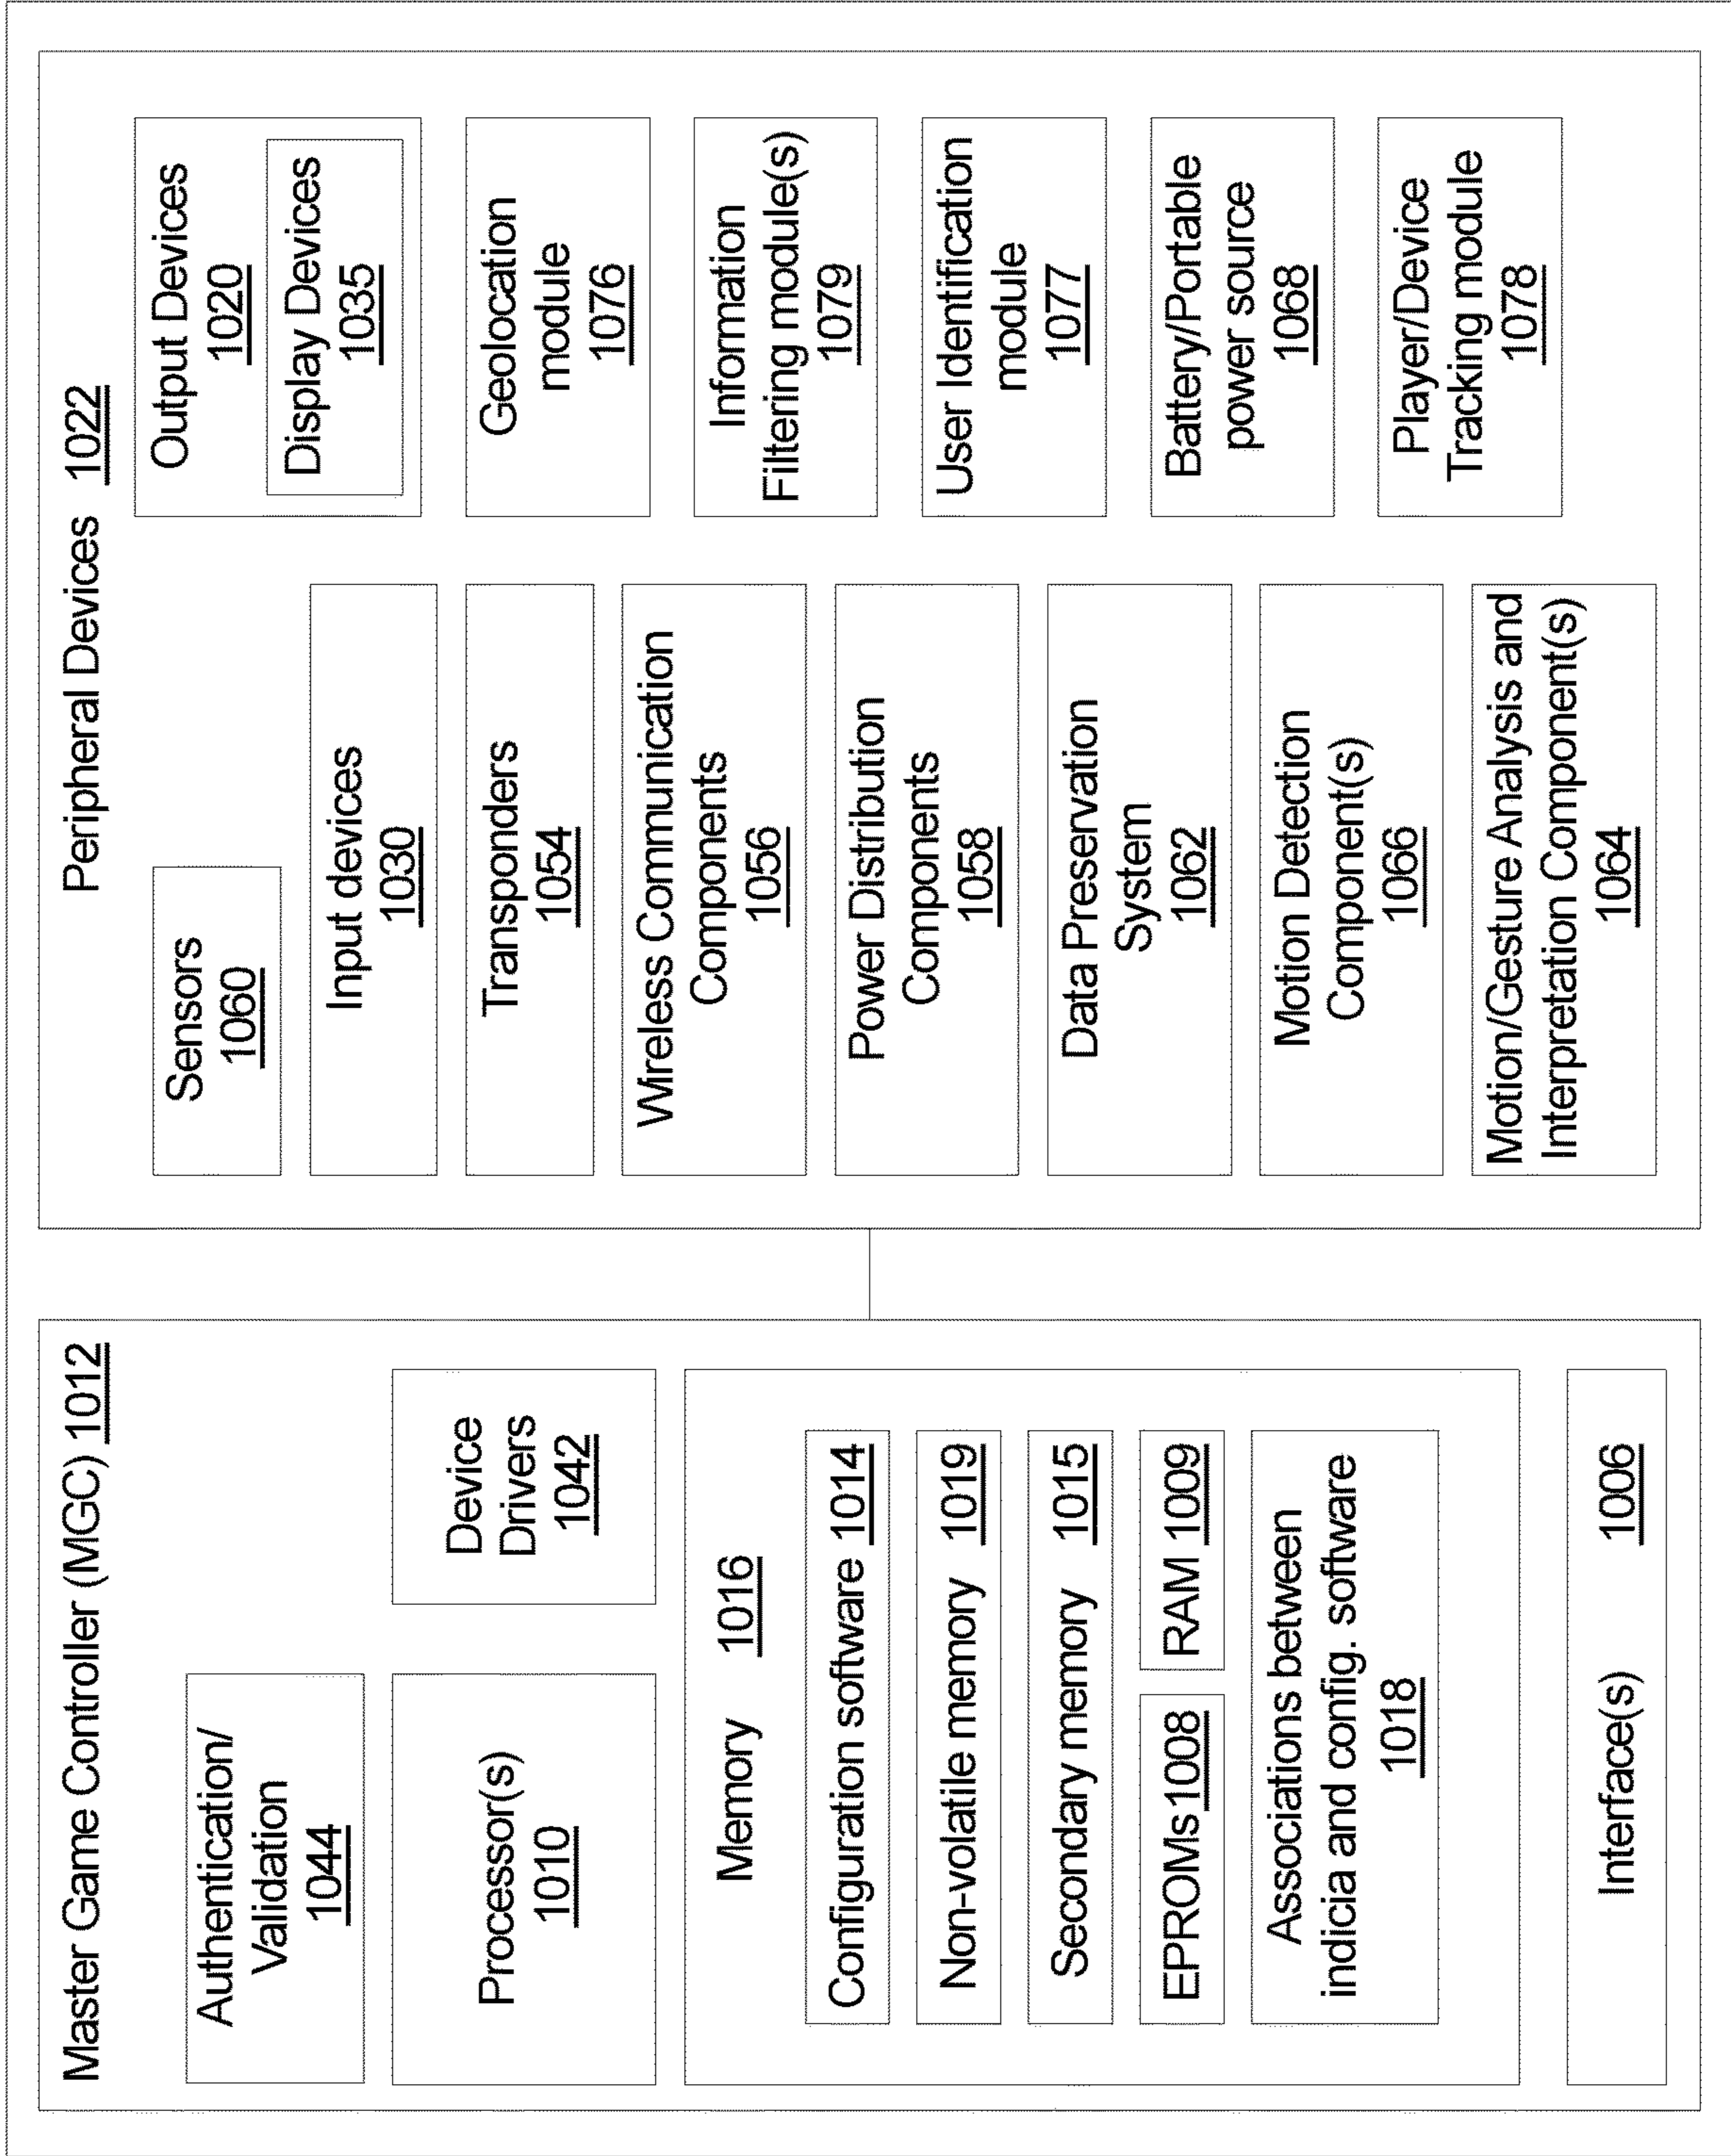 Master Game Controller (MGC) 1012
Authentication/
Validation
1044
Processor(s)
1010
Device
Drivers
1042
Memory 1016
Configuration software 1014
Non-volatile memory 1019
Secondary memory 1015
EPROMs 1008
RAM 1009
Associations between
indicia and config. software
1018
Interface(s) 1006
Peripheral Devices 1022
Sensors
1060
Input devices
1030
Transponders
1054
Wireless Communication
Components
1056
Power Distribution
Components
1058
Data Preservation
System
1062
Motion Detection
Component(s)
1066
Motion/Gesture Analysis and
Interpretation Component(s)
1064
Output Devices
1020
Display Devices
1035
Geolocation
module
1076
Information
Filtering module(s)
1079
User Identification
module
1077
Battery/Portable
power source
1068
Player/Device
Tracking module
1078